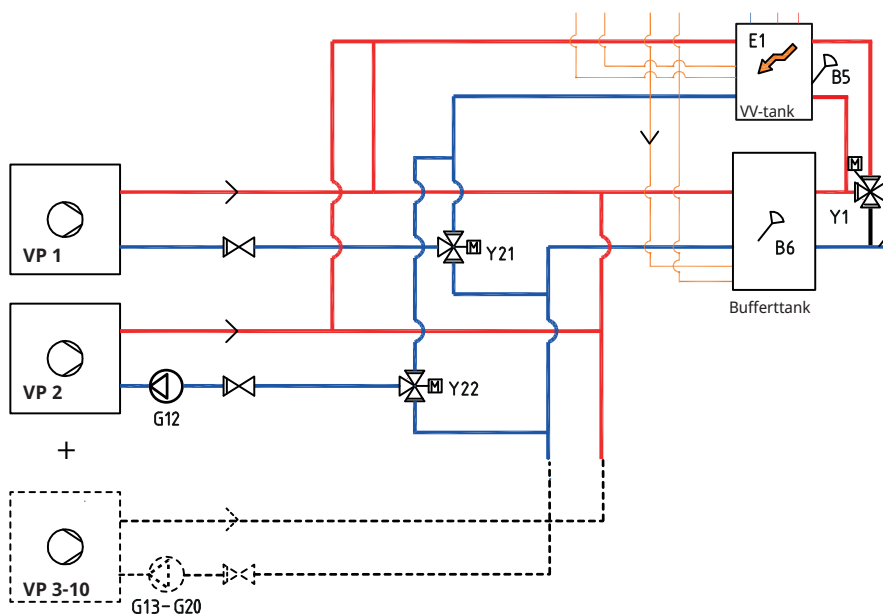 E1
B5
VV-tank
M
Y1
VP 1
M
Y21
B6
Bufferttank
VP 2
G12
M
Y22
+
VP 3-10
G13-G20